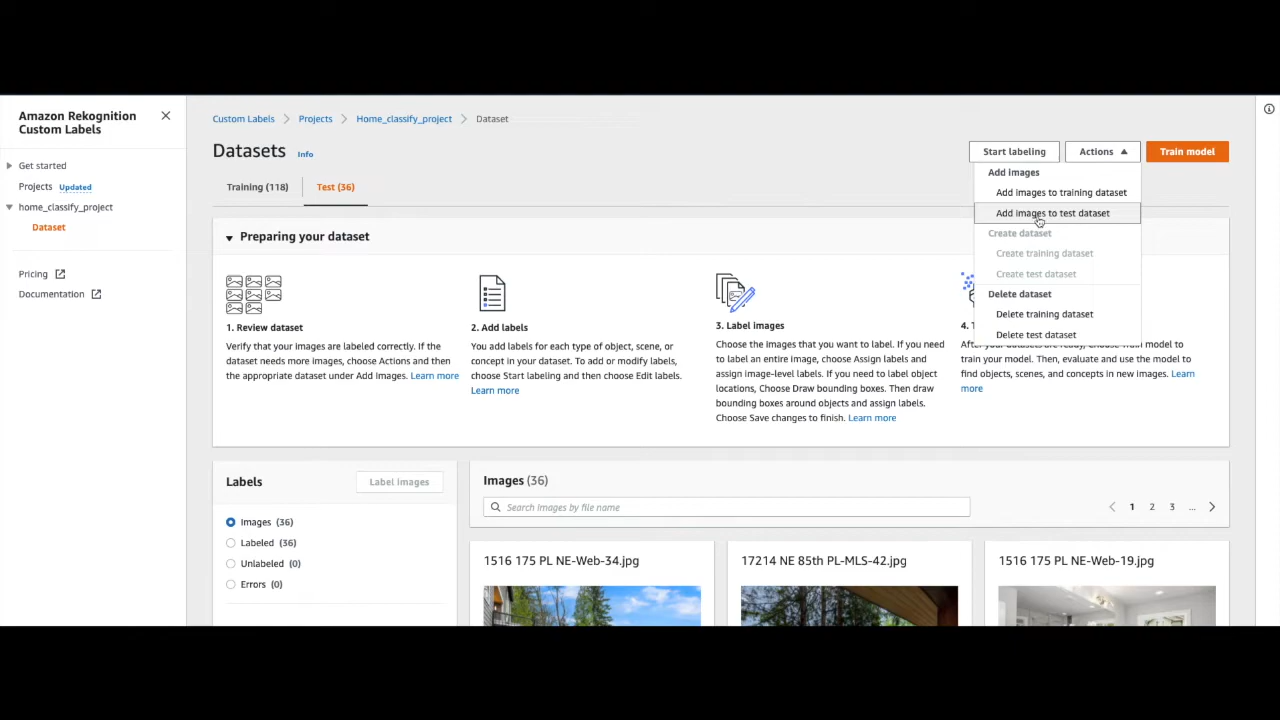 Amazon Rekognition
Custom Labels
Get started
Projects Updated
home_classify_project
Dataset
Pricing
Documentation
Custom Labels
Projects
Home_classify_project
Dataset
Datasets Info
Start labeling
Actions
Train model
Add images
Add images to training dataset
Add images to test dataset
Create dataset
Create training dataset
Create test dataset
Delete dataset
Delete training dataset
Delete test dataset
Training (118)
Test (36)
Preparing your dataset
1. Review dataset
Verify that your images are labeled correctly. If the
dataset needs more images, choose Actions and then
the appropriate dataset under Add Images. Learn more
2. Add labels
You add labels for each type of object, scene, or
concept in your dataset. To add or modify labels,
choose Start labeling and then choose Edit labels.
Learn more
3. Label images
Choose the images that you want to label. If you need
to label an entire image, choose Assign labels and
assign image-level labels. If you need to label object
locations, Choose Draw bounding boxes. Then draw
bounding boxes around objects and assign labels.
Choose Save changes to finish. Learn more
4. T
train your model. Then, evaluate and use the model to
find objects, scenes, and concepts in new images. Learn
more
Labels
Label images
Images (36)
Labeled (36)
Unlabeled (0)
Errors (0)
Images (36)
Search images by file name
1 2 3 ...
1516 175 PL NE-Web-34.jpg
17214 NE 85th PL-MLS-42.jpg
1516 175 PL NE-Web-19.jpg